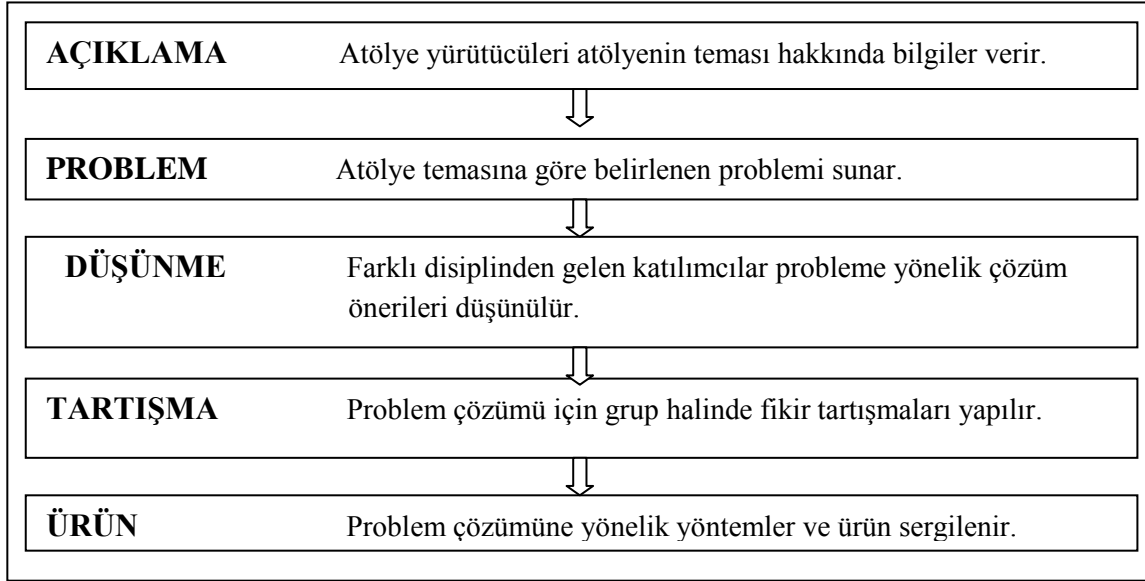 AÇIKLAMA Atölye yürütücüleri atölyenin teması hakkında bilgiler verir.
PROBLEM Atölye temasına göre belirlenen problemi sunar.
DÜŞÜNME Farklı disiplinden gelen katılımcılar probleme yönelik çözüm
önerileri düşünülür.
TARTIŞMA Problem çözümü için grup halinde fikir tartışmaları yapılır.
ÜRÜN Problem çözümüne yönelik yöntemler ve ürün sergilenir.